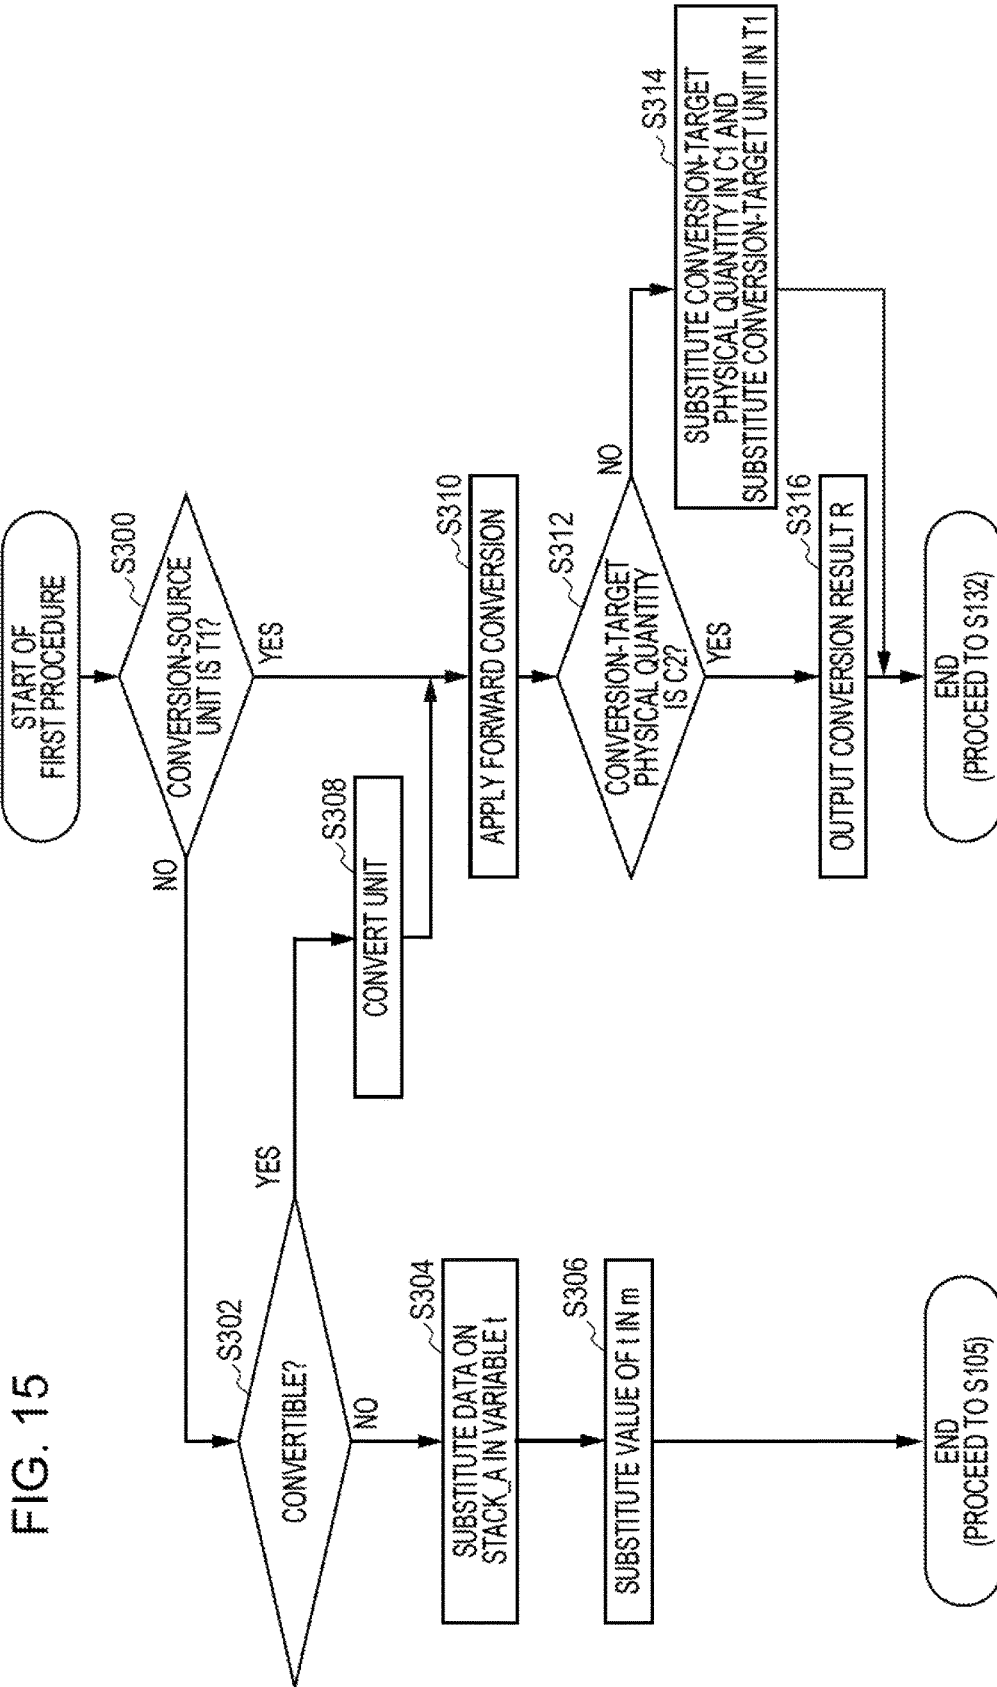 FIG. 15
START OF
FIRST PROCEDURE
S300
CONVERSION-SOURCE
UNIT IS T1?
NO
YES
S302
CONVERTIBLE?
YES
NO
S304
SUBSTITUTE DATA ON
STACK_A IN VARIABLE t
S306
SUBSTITUTE VALUE OF t IN m
END
(PROCEED TO S105)
S308
CONVERT UNIT
S310
APPLY FORWARD CONVERSION
S312
CONVERSION-TARGET
PHYSICAL QUANTITY
IS C2?
NO
YES
S314
SUBSTITUTE CONVERSION-TARGET
PHYSICAL QUANTITY IN C1 AND
SUBSTITUTE CONVERSION-TARGET UNIT IN T1
S316
OUTPUT CONVERSION RESULT R
END
(PROCEED TO S132)